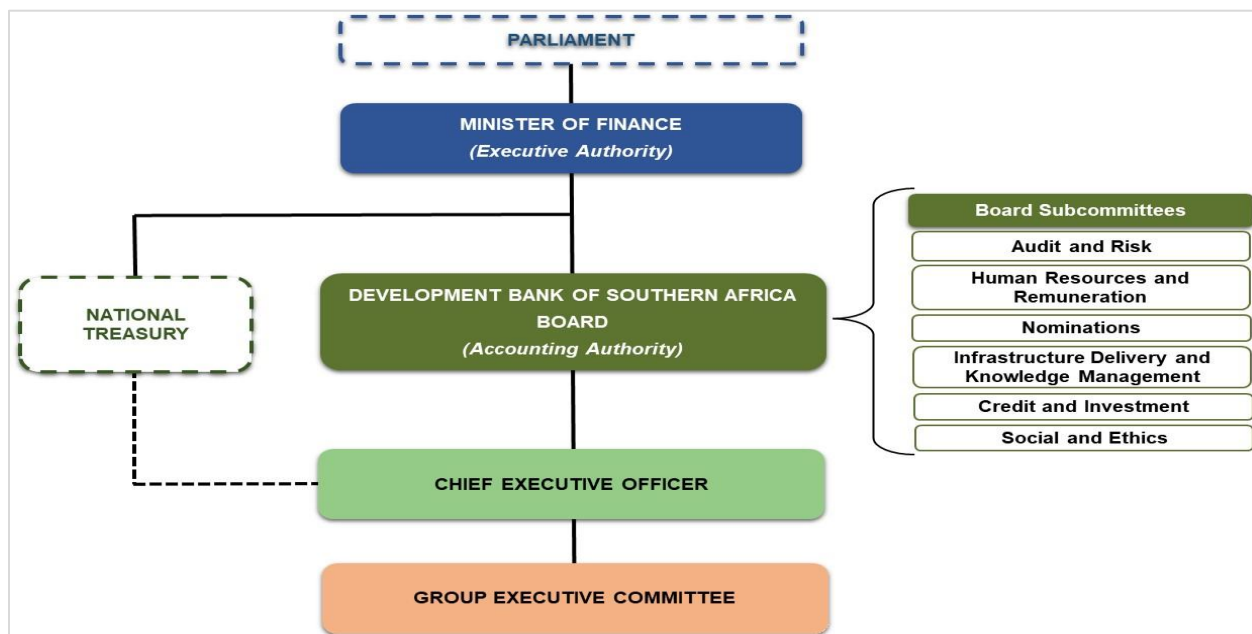 PARLIAMENT
MINISTER OF FINANCE
(Executive Authority)
NATIONAL
TREASURY
DEVELOPMENT BANK OF SOUTHERN AFRICA
BOARD
(Accounting Authority)
Board Subcommittees
Audit and Risk
Human Resources and
Remuneration
Nominations
Infrastructure Delivery and
Knowledge Management
Credit and Investment
Social and Ethics
CHIEF EXECUTIVE OFFICER
GROUP EXECUTIVE COMMITTEE